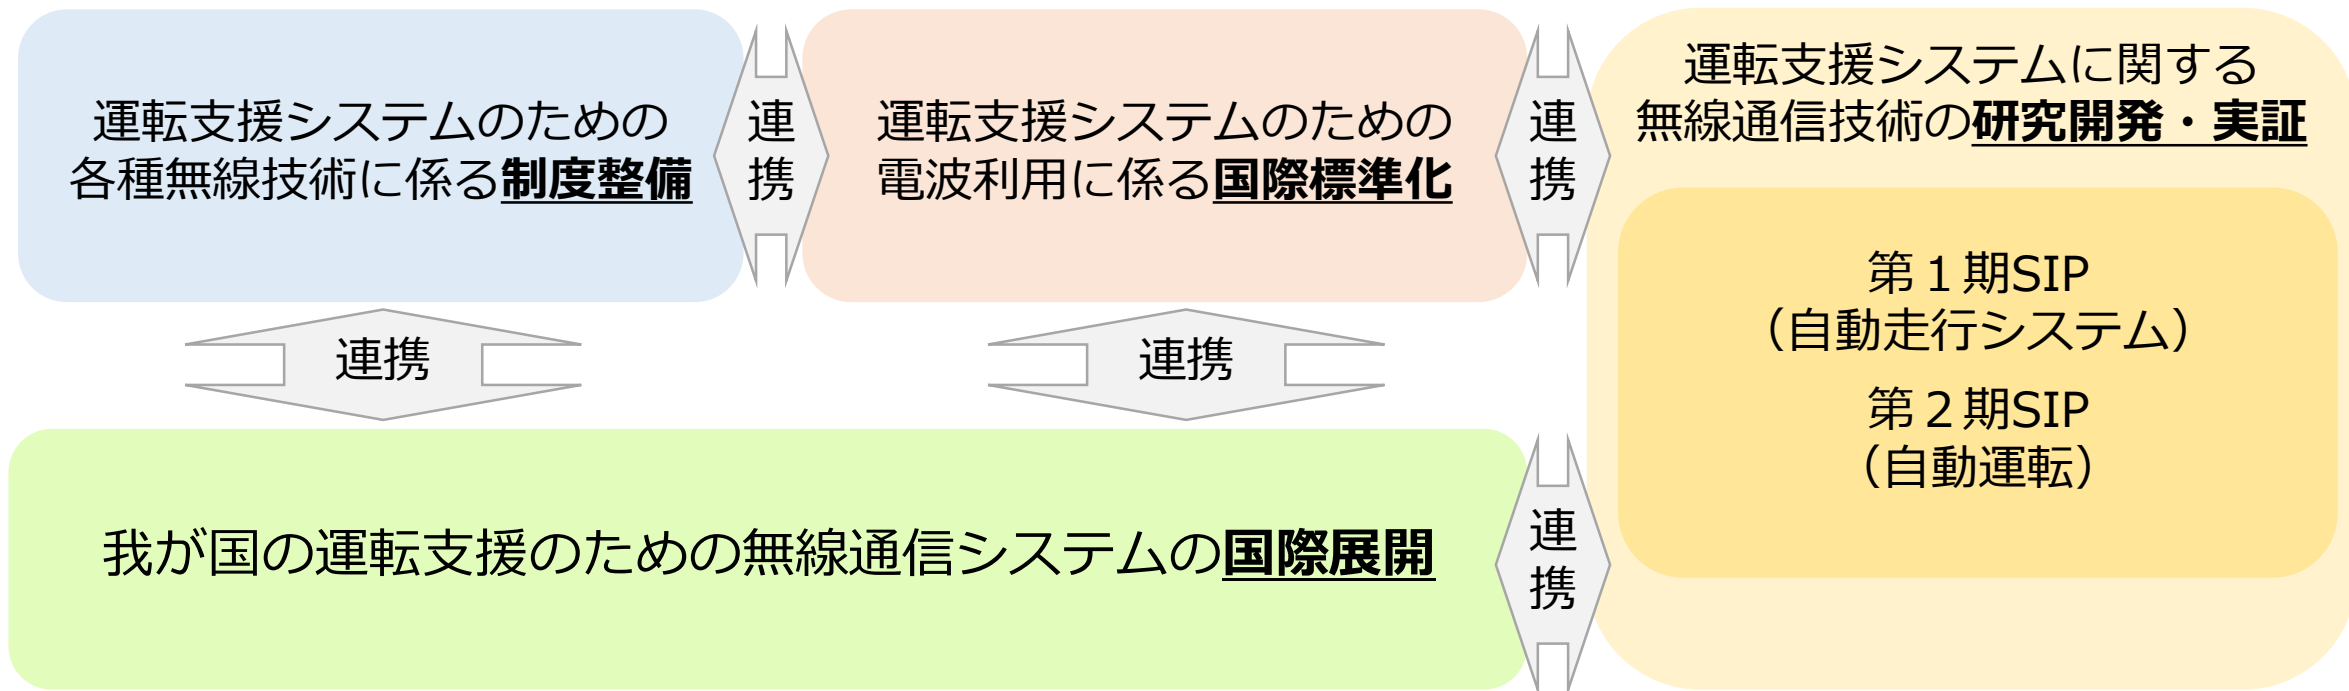 運転支援システムのための
各種無線技術に係る制度整備
連
携
運転支援システムのための
電波利用に係る国際標準化
連
携
運転支援システムに関する
無線通信技術の研究開発・実証
第１期SIP
（自動走行システム）
第２期SIP
（自動運転）
連携
連携
我が国の運転支援のための無線通信システムの国際展開
連
携